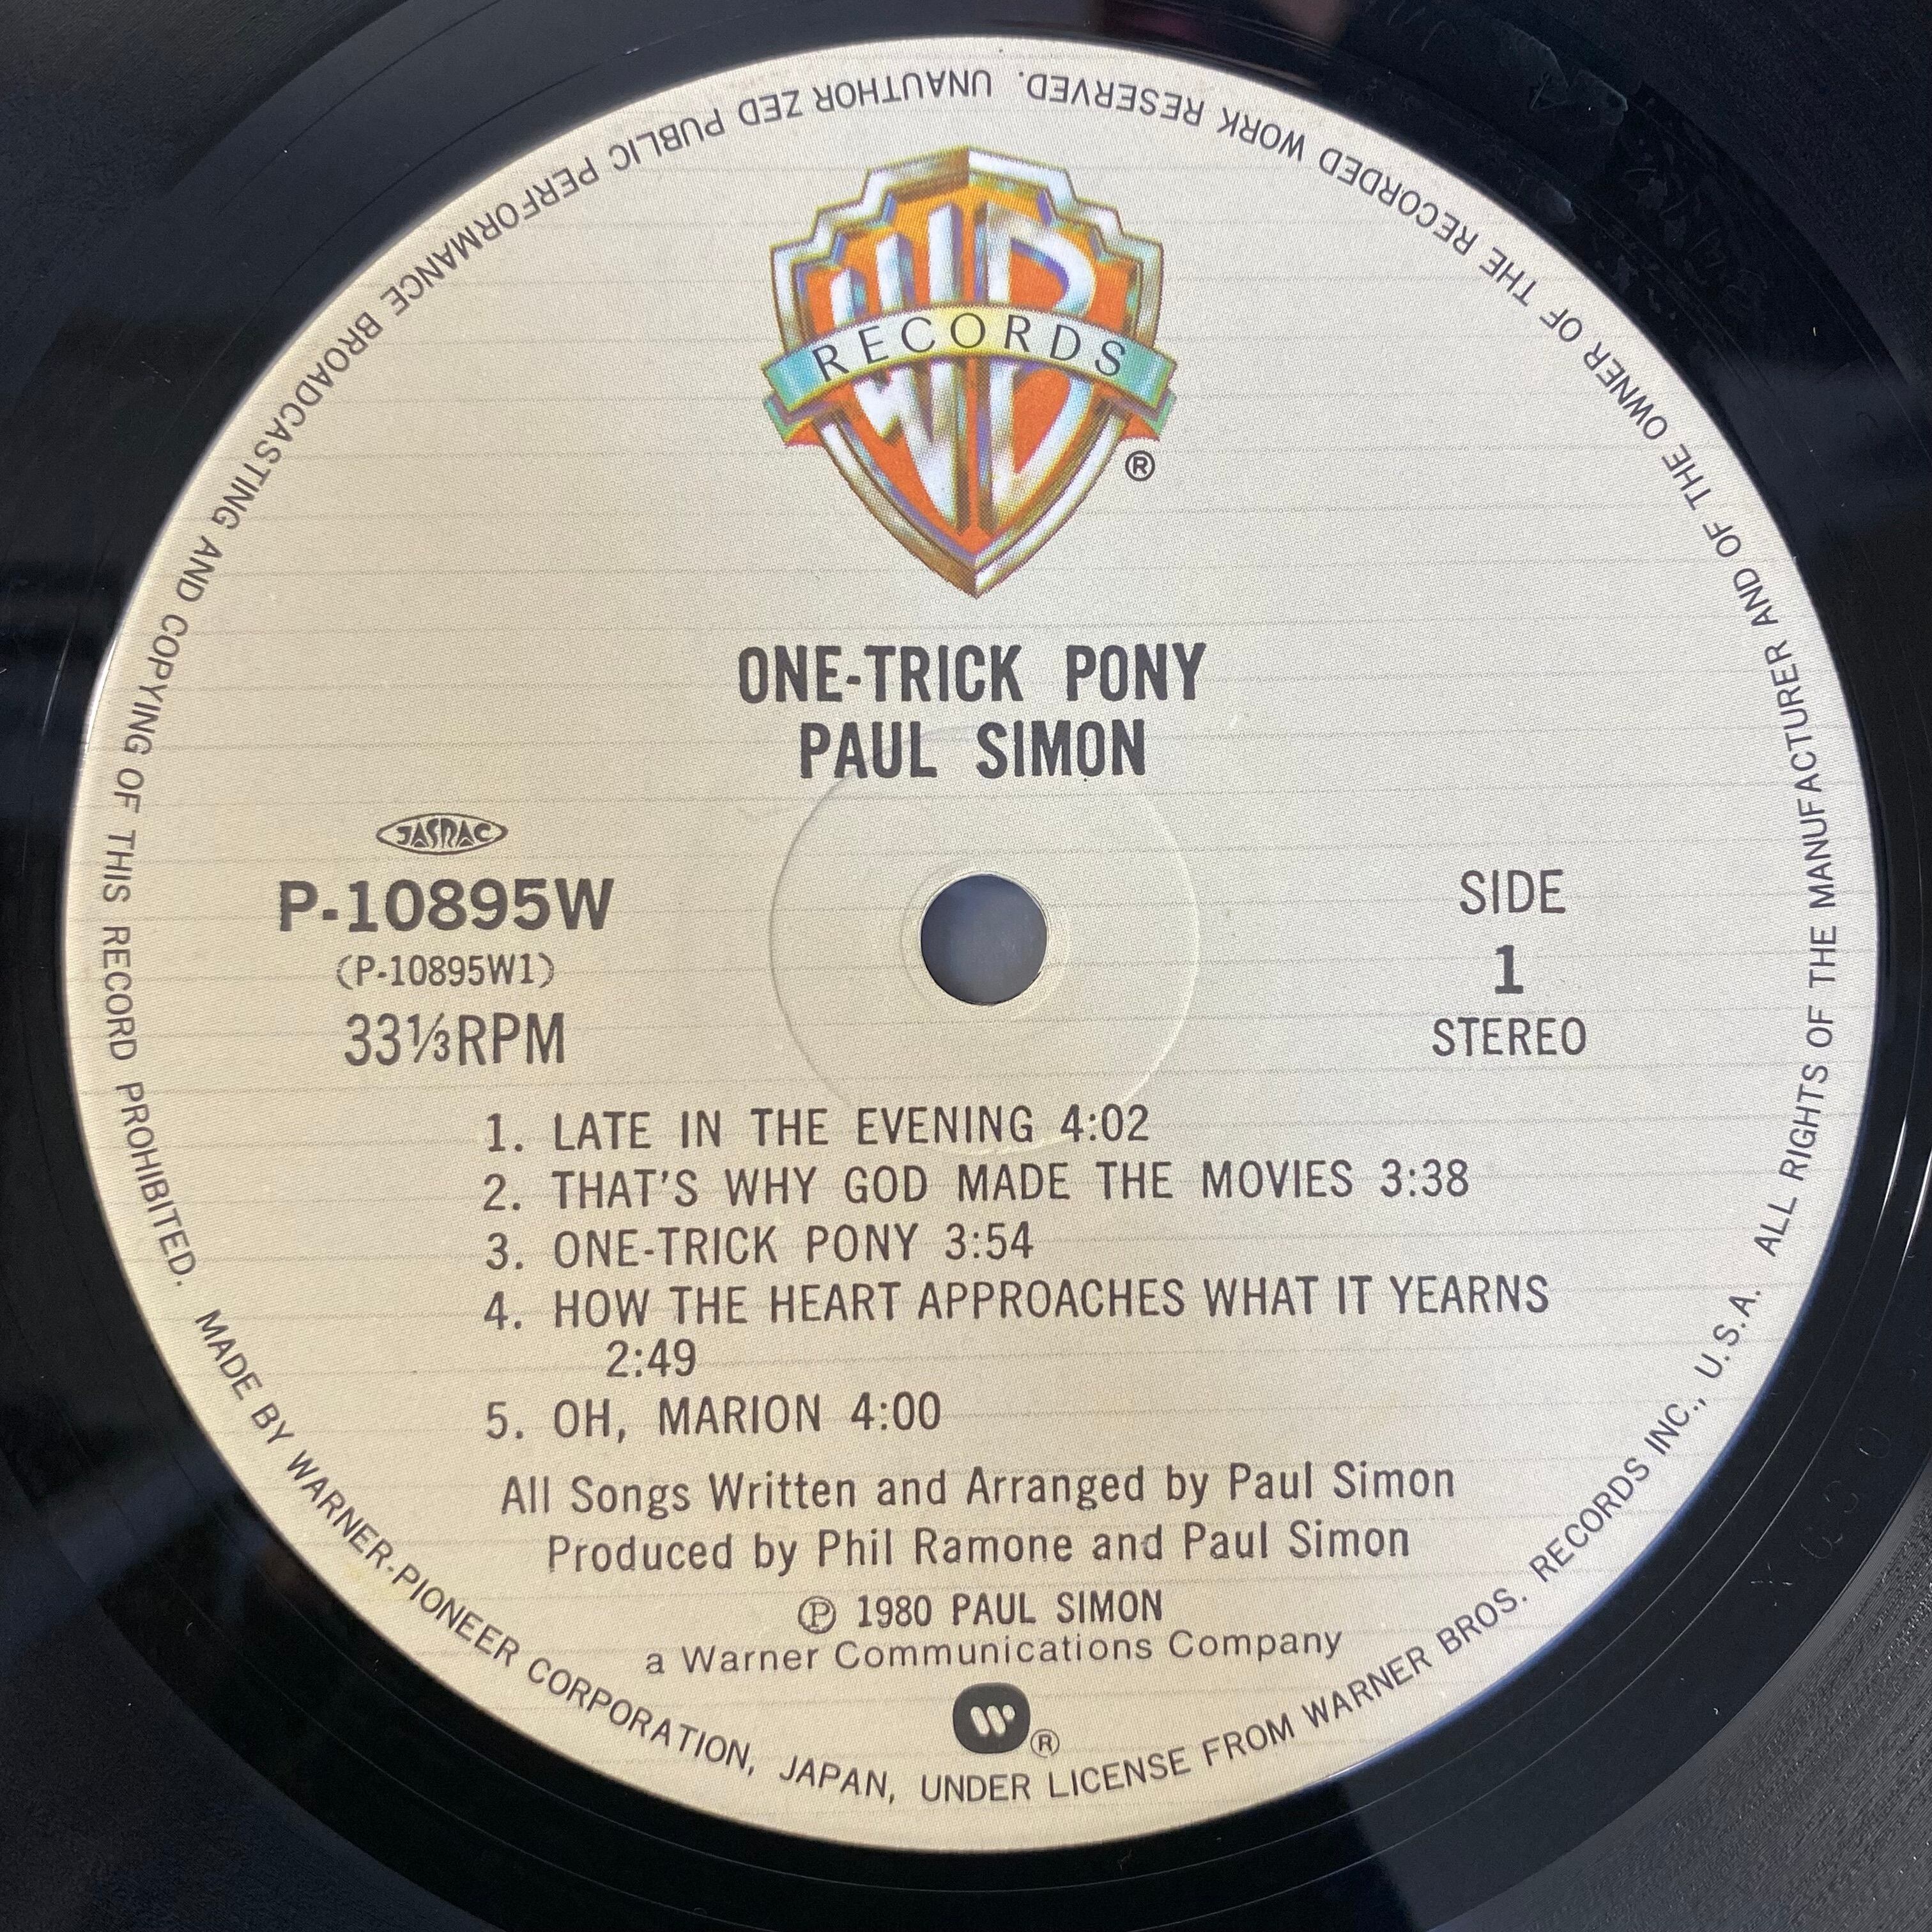 WB
RECORDS
®
ONE-TRICK PONY
PAUL SIMON
JASRAC
P-10895W
(P-10895W1)
33⅓RPM
SIDE
1
STEREO
1. LATE IN THE EVENING 4:02
2. THAT'S WHY GOD MADE THE MOVIES 3:38
3. ONE-TRICK PONY 3:54
4. HOW THE HEART APPROACHES WHAT IT YEARNS
2:49
5. OH, MARION 4:00
All Songs Written and Arranged by Paul Simon
Produced by Phil Ramone and Paul Simon
℗ 1980 PAUL SIMON
a Warner Communications Company
W®
MADE BY WARNER-PIONEER CORPORATION, JAPAN, UNDER LICENSE FROM WARNER BROS. RECORDS INC., U.S.A. ALL RIGHTS OF THE MANUFACTURER AND OF THE OWNER OF THE RECORDED WORK RESERVED. UNAUTHOR ZED PUBLIC PERFORMANCE BROADCASTING AND COPYING OF THIS RECORD PROHIBITED.